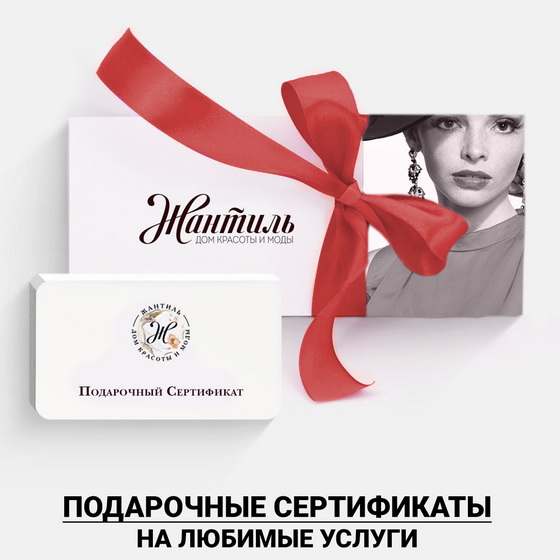 Жантиль
ДОМ КРАСОТЫ И МОДЫ
ЖАНТИЛЬ
Ж
ДОМ КРАСОТЫ И МОДЫ
Подарочный Сертификат
ПОДАРОЧНЫЕ СЕРТИФИКАТЫ
НА ЛЮБИМЫЕ УСЛУГИ